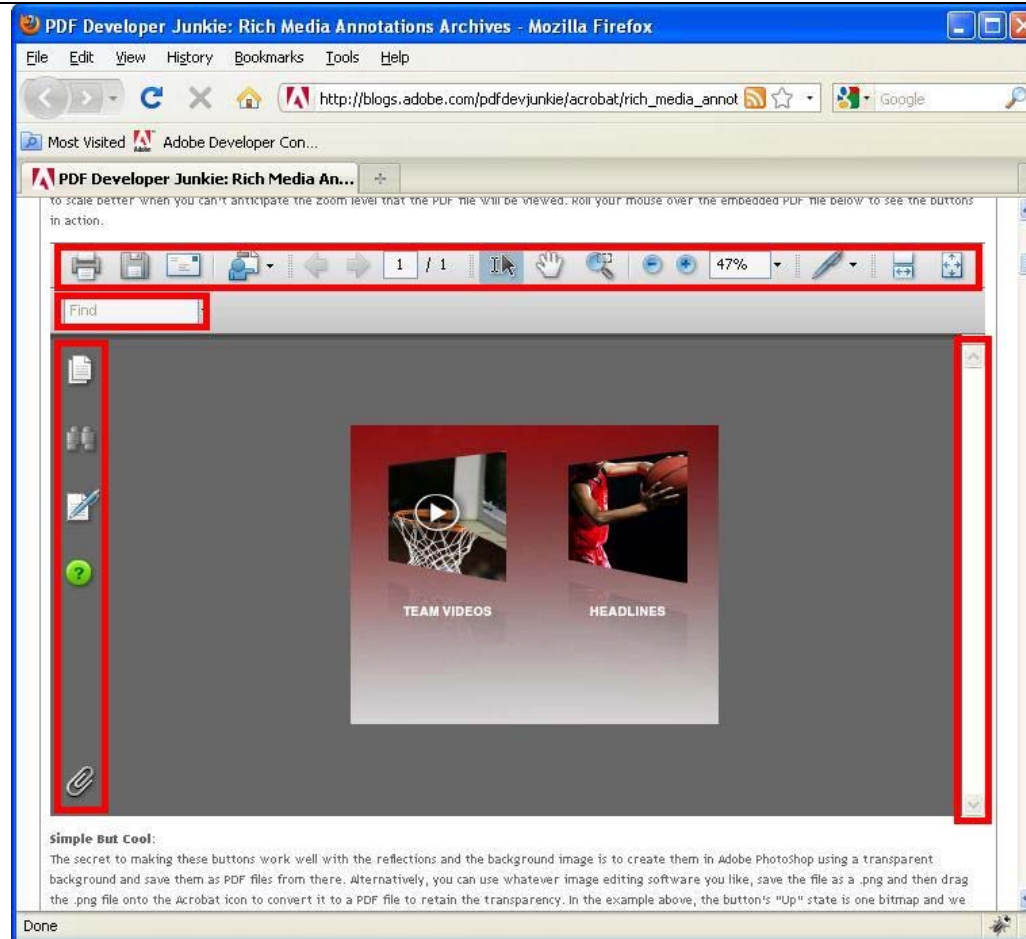 PDF Developer Junkie: Rich Media Annotations Archives - Mozilla Firefox
File Edit View History Bookmarks Tools Help
http://blogs.adobe.com/pdfdevjunkie/acrobat/rich_media_annot Google
Most Visited Adobe Adobe Developer Con...
PDF Developer Junkie: Rich Media An...
to scale better when you can't anticipate the zoom level that the PDF file will be viewed. Roll your mouse over the embedded PDF file below to see the buttons
in action.
1 / 1 47%
Find
TEAM VIDEOS HEADLINES
Simple But Cool:
The secret to making these buttons work well with the reflections and the background image is to create them in Adobe PhotoShop using a transparent
background and save them as PDF files from there. Alternatively, you can use whatever image editing software you like, save the file as a .png and then drag
the .png file onto the Acrobat icon to convert it to a PDF file to retain the transparency. In the example above, the button's "Up" state is one bitmap and we
Done